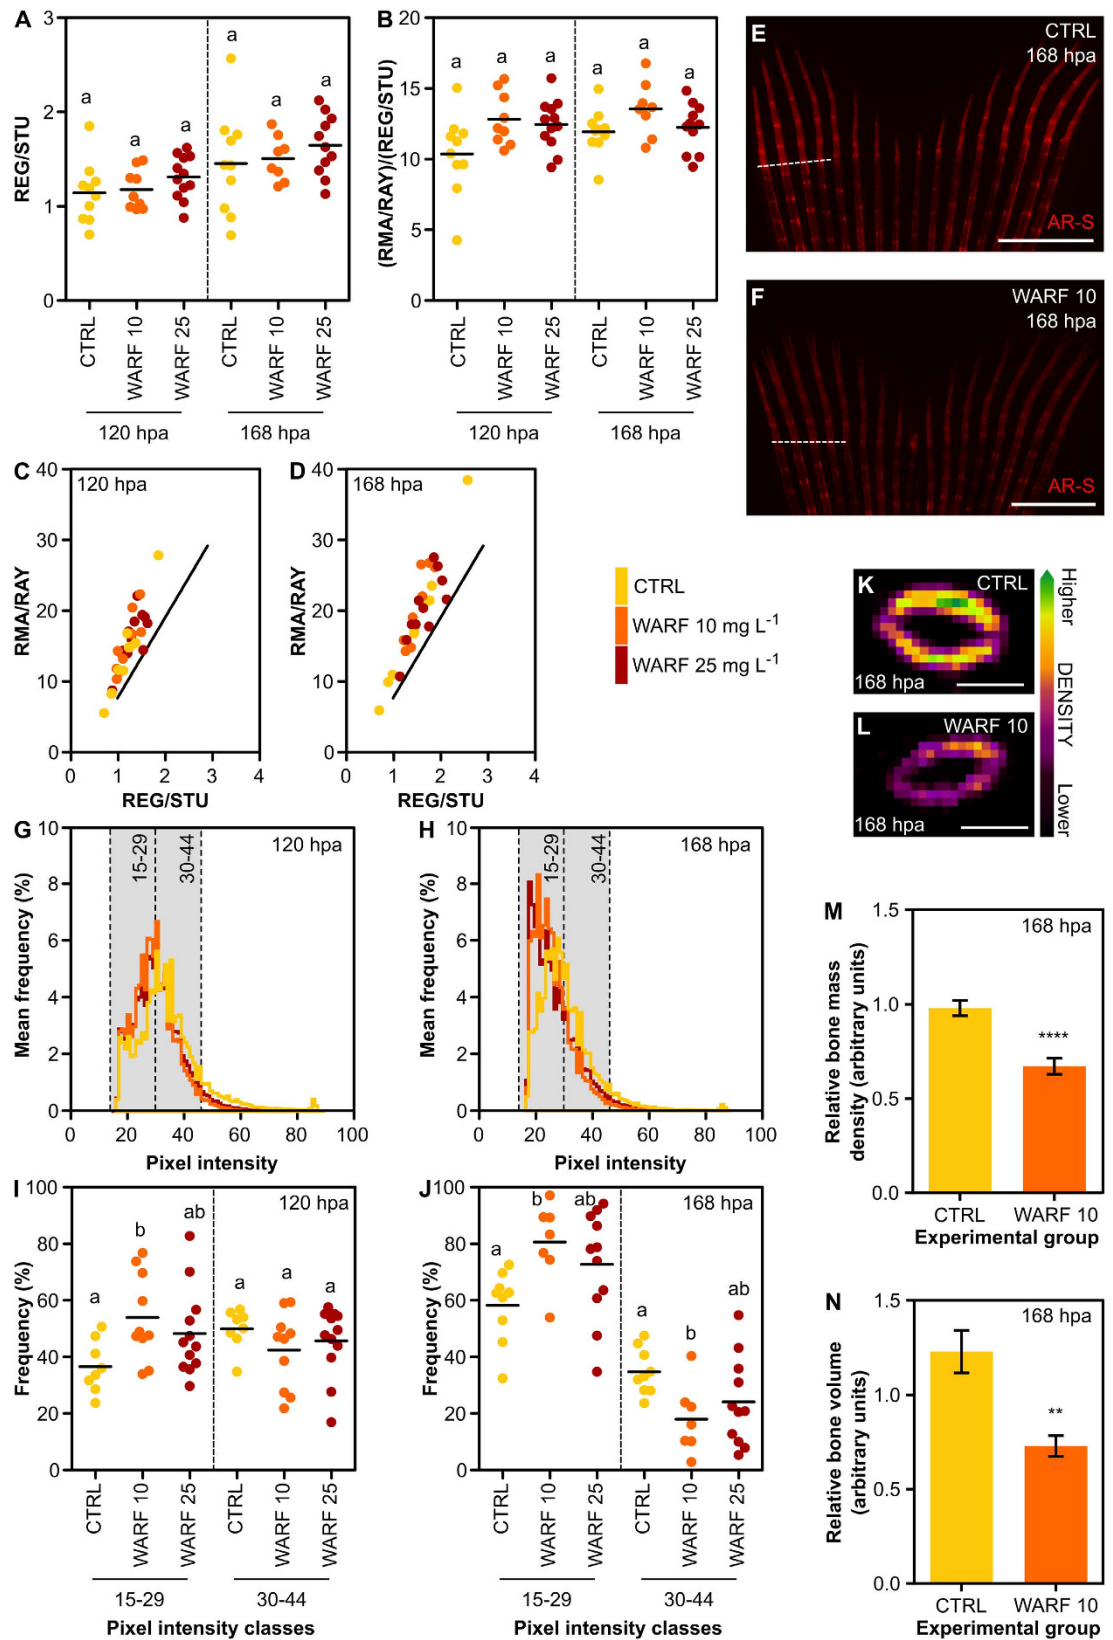 A
REG/STU
3
2
1
0
a
a
a
a
a
a
CTRL
WARF 10
WARF 25
CTRL
WARF 10
WARF 25
120 hpa
168 hpa
B
(RMA/RAY)/(REG/STU)
20
15
10
5
0
a
a
a
a
a
a
CTRL
WARF 10
WARF 25
CTRL
WARF 10
WARF 25
120 hpa
168 hpa
E
CTRL
168 hpa
AR-S
F
WARF 10
168 hpa
AR-S
C
120 hpa
RMA/RAY
40
30
20
10
0
0
1
2
3
4
REG/STU
D
168 hpa
RMA/RAY
40
30
20
10
0
0
1
2
3
4
REG/STU
CTRL
WARF 10 mg L-1
WARF 25 mg L-1
K
CTRL
168 hpa
L
WARF 10
168 hpa
Higher
DENSITY
Lower
G
120 hpa
15-29
30-44
Mean frequency (%)
10
8
6
4
2
0
0
20
40
60
80
100
Pixel intensity
H
168 hpa
15-29
30-44
Mean frequency (%)
10
8
6
4
2
0
0
20
40
60
80
100
Pixel intensity
M
168 hpa
Relative bone mass
density (arbitrary units)
1.5
1.0
0.5
0.0
****
CTRL
WARF 10
Experimental group
I
120 hpa
Frequency (%)
100
80
60
40
20
0
a
b
ab
a
a
a
CTRL
WARF 10
WARF 25
CTRL
WARF 10
WARF 25
15-29
30-44
Pixel intensity classes
J
168 hpa
Frequency (%)
100
80
60
40
20
0
a
b
ab
a
b
ab
CTRL
WARF 10
WARF 25
CTRL
WARF 10
WARF 25
15-29
30-44
Pixel intensity classes
N
168 hpa
Relative bone volume
(arbitrary units)
1.5
1.0
0.5
0.0
**
CTRL
WARF 10
Experimental group